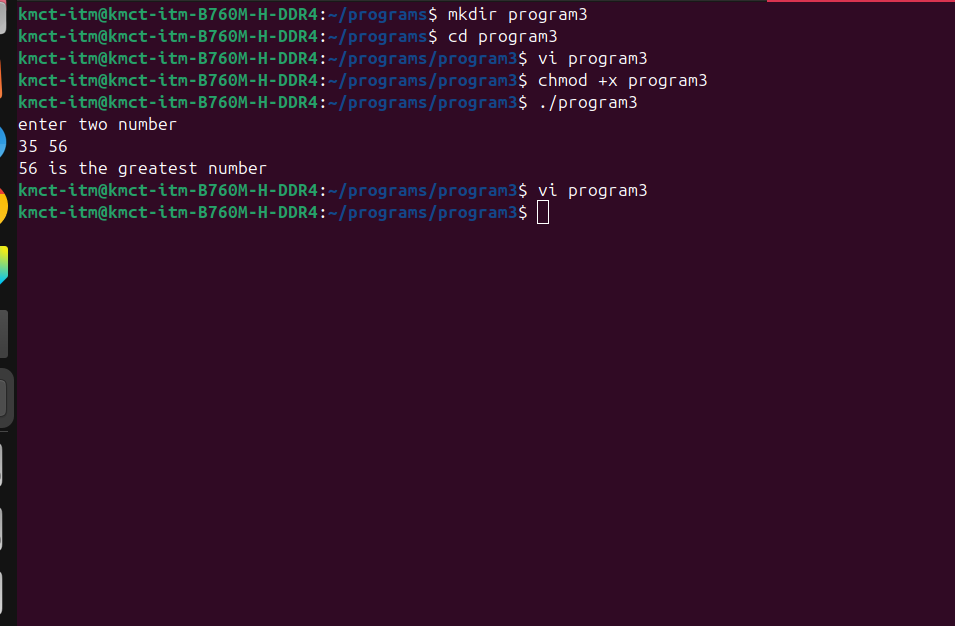 kmct-itm@kmct-itm-B760M-H-DDR4:~/programs$ mkdir program3
kmct-itm@kmct-itm-B760M-H-DDR4:~/programs$ cd program3
kmct-itm@kmct-itm-B760M-H-DDR4:~/programs/program3$ vi program3
kmct-itm@kmct-itm-B760M-H-DDR4:~/programs/program3$ chmod +x program3
kmct-itm@kmct-itm-B760M-H-DDR4:~/programs/program3$ ./program3
enter two number
35 56
56 is the greatest number
kmct-itm@kmct-itm-B760M-H-DDR4:~/programs/program3$ vi program3
kmct-itm@kmct-itm-B760M-H-DDR4:~/programs/program3$